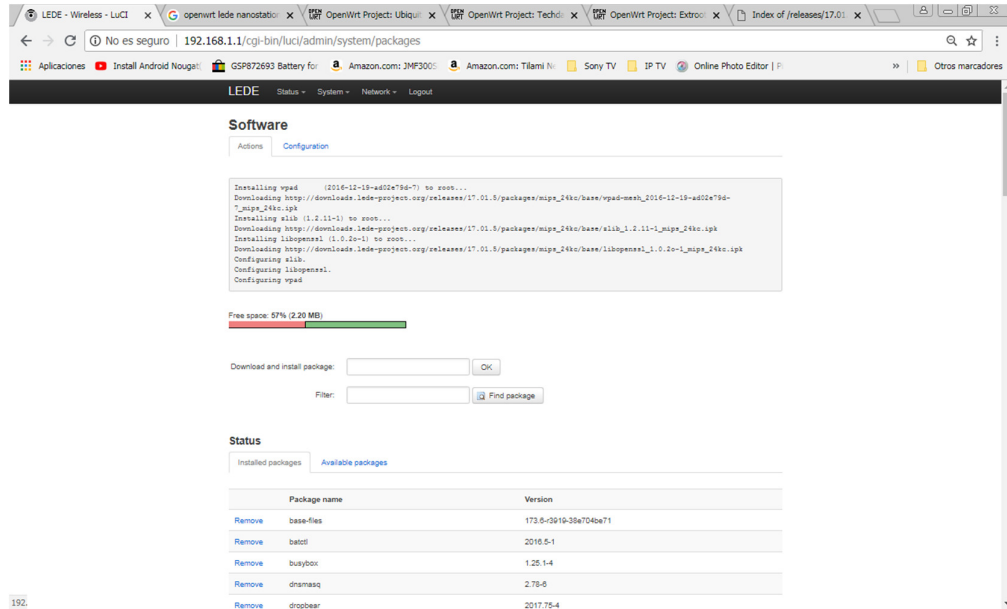 LEDE - Wireless - LuCI
openwrt lede nanostation
OpenWrt Project: Ubiquit
OpenWrt Project: Techda
OpenWrt Project: Extroot
Index of /releases/17.01
No es seguro | 192.168.1.1/cgi-bin/luci/admin/system/packages
Aplicaciones
Install Android Nougat
GSP872693 Battery for
Amazon.com: JMF300S
Amazon.com: Tilami N
Sony TV
IP TV
Online Photo Editor | P
»
Otros marcadores
LEDE Status System Network Logout
Software
Actions Configuration
Installing wpad (2016-12-19-ad02e79d-7) to root...
Downloading http://downloads.lede-project.org/releases/17.01.5/packages/mips_24kc/base/wpad-mesh_2016-12-19-ad02e79d-
7_mips_24kc.ipk
Installing zlib (1.2.11-1) to root...
Downloading http://downloads.lede-project.org/releases/17.01.5/packages/mips_24kc/base/zlib_1.2.11-1_mips_24kc.ipk
Installing libopenssl (1.0.2o-1) to root...
Downloading http://downloads.lede-project.org/releases/17.01.5/packages/mips_24kc/base/libopenssl_1.0.2o-1_mips_24kc.ipk
Configuring zlib.
Configuring libopenssl.
Configuring wpad
Free space: 57% (2.20 MB)
Download and install package: OK
Filter: Find package
Status
Installed packages Available packages
Package name Version
Remove base-files 173.6-r3919-38e704be71
Remove batctl 2016.5-1
Remove busybox 1.25.1-4
Remove dnsmasq 2.78-6
Remove dropbear 2017.75-4
192.